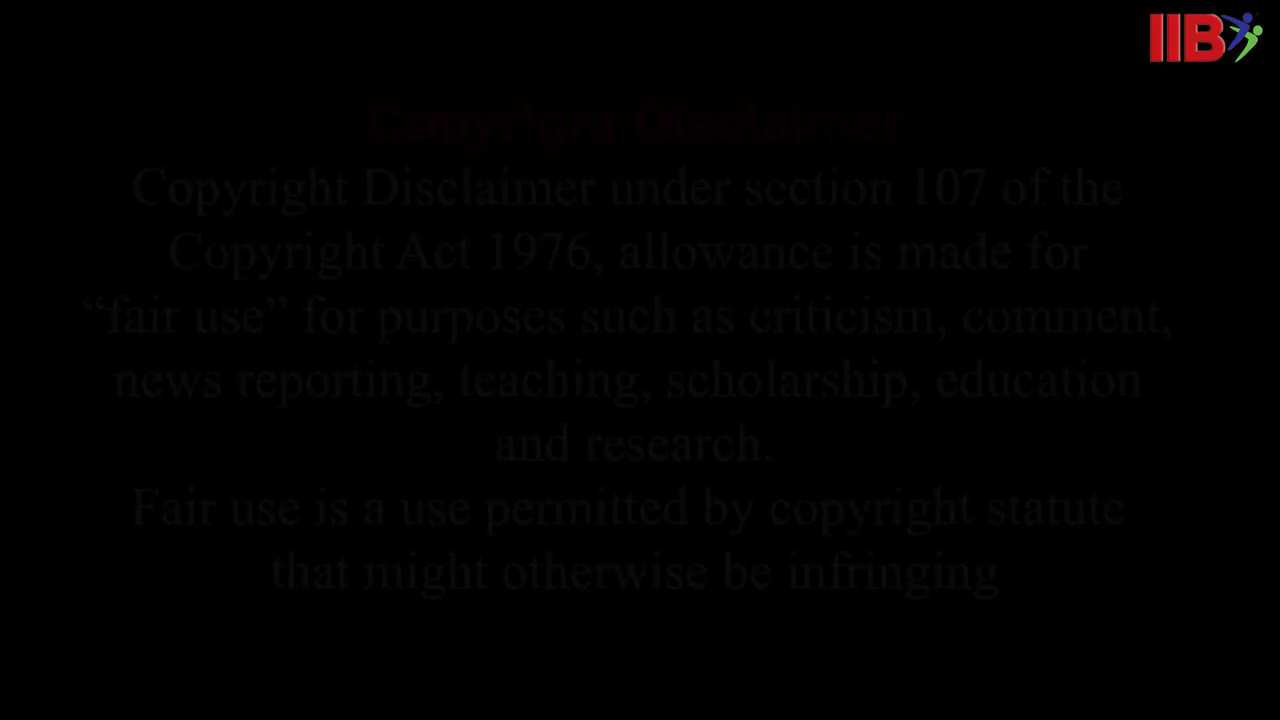 IIB
Copyright Disclaimer
Copyright Disclaimer under section 107 of the
Copyright Act 1976, allowance is made for
“fair use” for purposes such as criticism, comment,
news reporting, teaching, scholarship, education
and research.
Fair use is a use permitted by copyright statute
that might otherwise be infringing